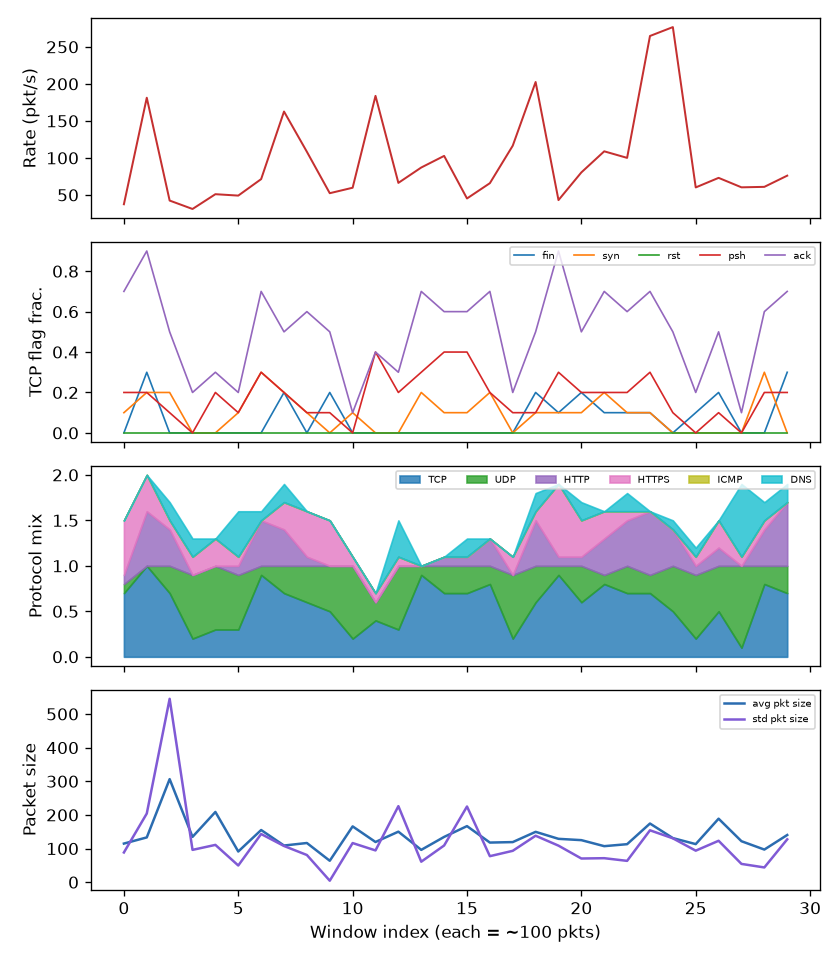 250
200
150
100
50
Rate (pkt/s)
fin syn rst psh ack
0.8
0.6
0.4
0.2
0.0
TCP flag frac.
TCP UDP HTTP HTTPS ICMP DNS
2.0
1.5
1.0
0.5
0.0
Protocol mix
avg pkt size
std pkt size
500
400
300
200
100
0
Packet size
0 5 10 15 20 25 30
Window index (each = ~100 pkts)